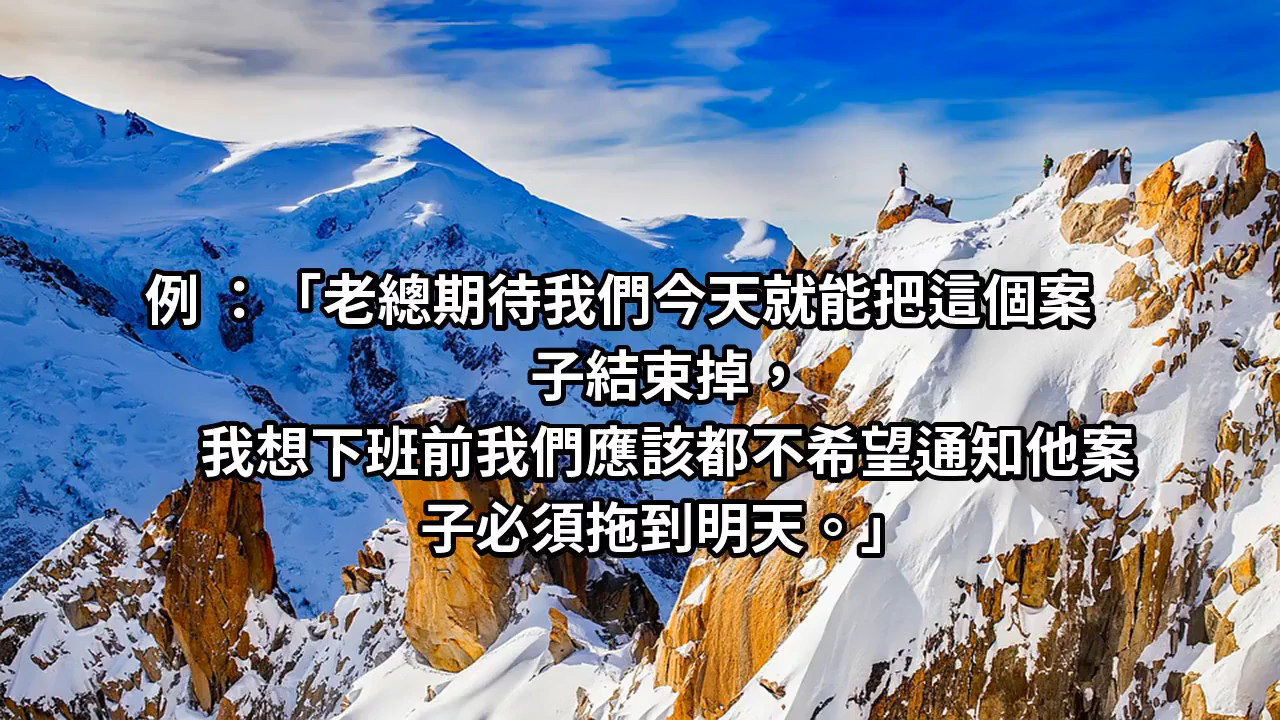 例 ：「老總期待我們今天就能把這個案
子結束掉，
我想下班前我們應該都不希望通知他案
子必須拖到明天。」